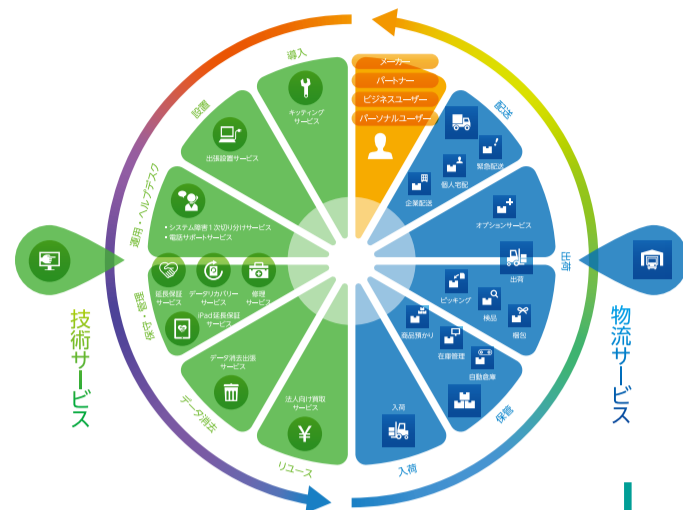 導入
キッティング
サービス
設置
出張設置サービス
運用・ヘルプデスク
• システム障害1次切り分けサービス
• 電話サポートサービス
保守・管理
延長保証
サービス
データリカバリー
サービス
修理
サービス
iPad延長保証
サービス
データ消去
データ消去出張
サービス
リユース
法人向け買取
サービス
技術サービス
メーカー
パートナー
ビジネスユーザー
パーソナルユーザー
配送
緊急配送
個人宅配
企業配送
オプションサービス
出荷
出荷
ピッキング
検品
梱包
商品預かり
在庫管理
自動倉庫
保管
入荷
入荷
物流サービス